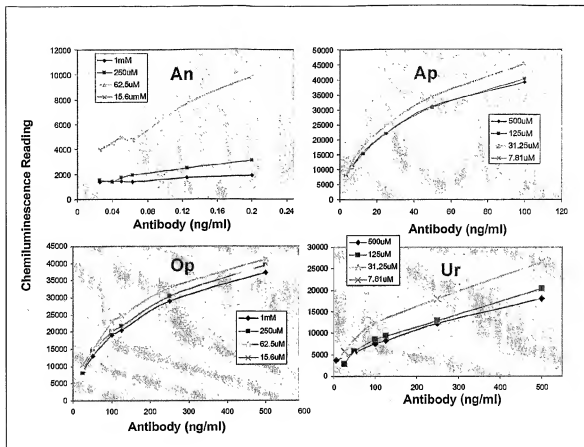 Chemiluminescence Reading
An
1mM
250uM
62.5uM
15.6umM
12000
10000
8000
6000
4000
2000
0
0 0.04 0.08 0.12 0.16 0.2 0.24
Antibody (ng/ml)
Ap
500uM
125uM
31.25uM
7.81uM
50000
45000
40000
35000
30000
25000
20000
15000
10000
5000
0
0 20 40 60 80 100 120
Antibody (ng/ml)
Op
1mM
250uM
62.5uM
15.6uM
45000
40000
35000
30000
25000
20000
15000
10000
5000
0
0 100 200 300 400 500 600
Antibody (ng/ml)
Ur
500uM
125uM
31.25uM
7.81uM
30000
25000
20000
15000
10000
5000
0
0 100 200 300 400 500 600
Antibody (ng/ml)